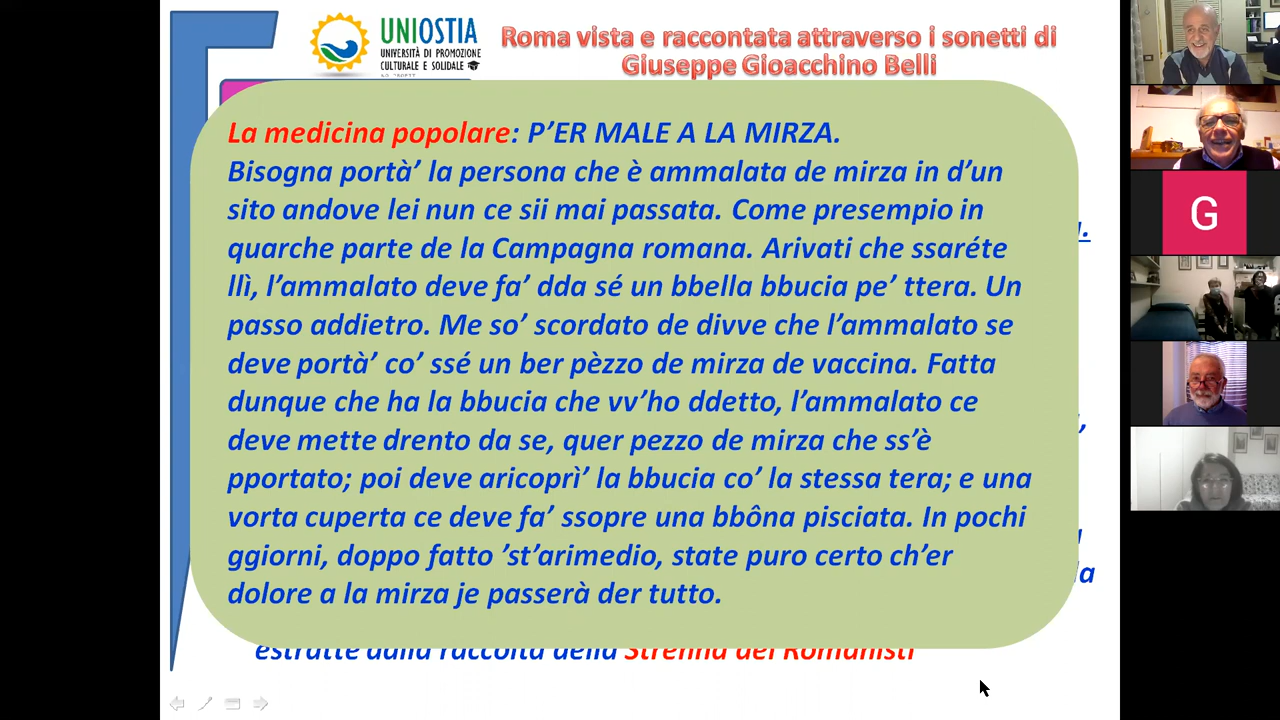 UNIOSTIA
UNIVERSITÀ DI PROMOZIONE
CULTURALE E SOLIDALE
Roma vista e raccontata attraverso i sonetti di
Giuseppe Gioacchino Belli
La medicina popolare: P’ER MALE A LA MIRZA.
Bisogna portà’ la persona che è ammalata de mirza in d’un
sito andove lei nun ce sii mai passata. Come presempio in
quarche parte de la Campagna romana. Arivati che ssaréte
llì, l’ammalato deve fa’ dda sé un bbella bbucia pe’ ttera. Un
passo addietro. Me so’ scordato de divve che l’ammalato se
deve portà’ co’ ssé un ber pèzzo de mirza de vaccina. Fatta
dunque che ha la bbucia che vv’ho ddetto, l’ammalato ce
deve mette drento da se, quer pezzo de mirza che ss’è
pportato; poi deve aricoprì’ la bbucia co’ la stessa tera; e una
vorta cuperta ce deve fa’ ssopre una bbôna pisciata. In pochi
ggiorni, doppo fatto ’st’arimedio, state puro certo ch’er
dolore a la mirza je passerà der tutto.
estratte dalla raccolta della Strenna dei Romanisti
G